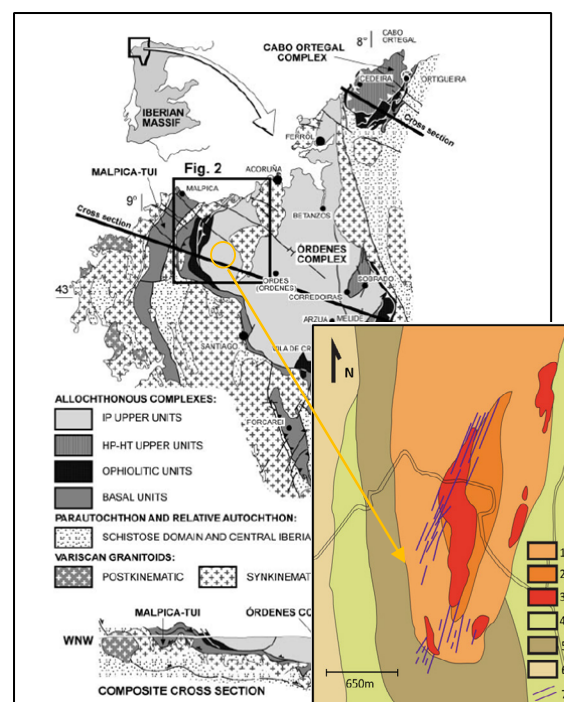 8° CABO
ORTEGAL
CABO ORTEGAL
COMPLEX
CEDEIRA
ORTIGUEIRA
IBERIAN
MASSIF
FERROL
Cross section
Fig. 2
ACORUÑA
MALPICA-
TUI
MALPICA
9°
BETANZOS
Cross section
ÓRDENES
COMPLEX
43°
ORDES
(ÓRDENES)
SOBRADO
CORREDOIRAS
ARZUA
MELIDE
SANTIAGO
VILA DE CR
FORCAREI
ALLOCHTHONOUS COMPLEXES:
IP UPPER UNITS
HP-HT UPPER UNITS
OPHIOLITIC UNITS
BASAL UNITS
PARAUTOCHTHON AND RELATIVE AUTOCHTHON:
SCHISTOSE DOMAIN AND CENTRAL IBERIA
VARISCAN GRANITOIDS:
POSTKINEMATIC
SYNKINEMAT
MALPICA-TUI
ÓRDENES CO
WNW
COMPOSITE CROSS SECTION
N
1
2
3
4
5
6
7
650m